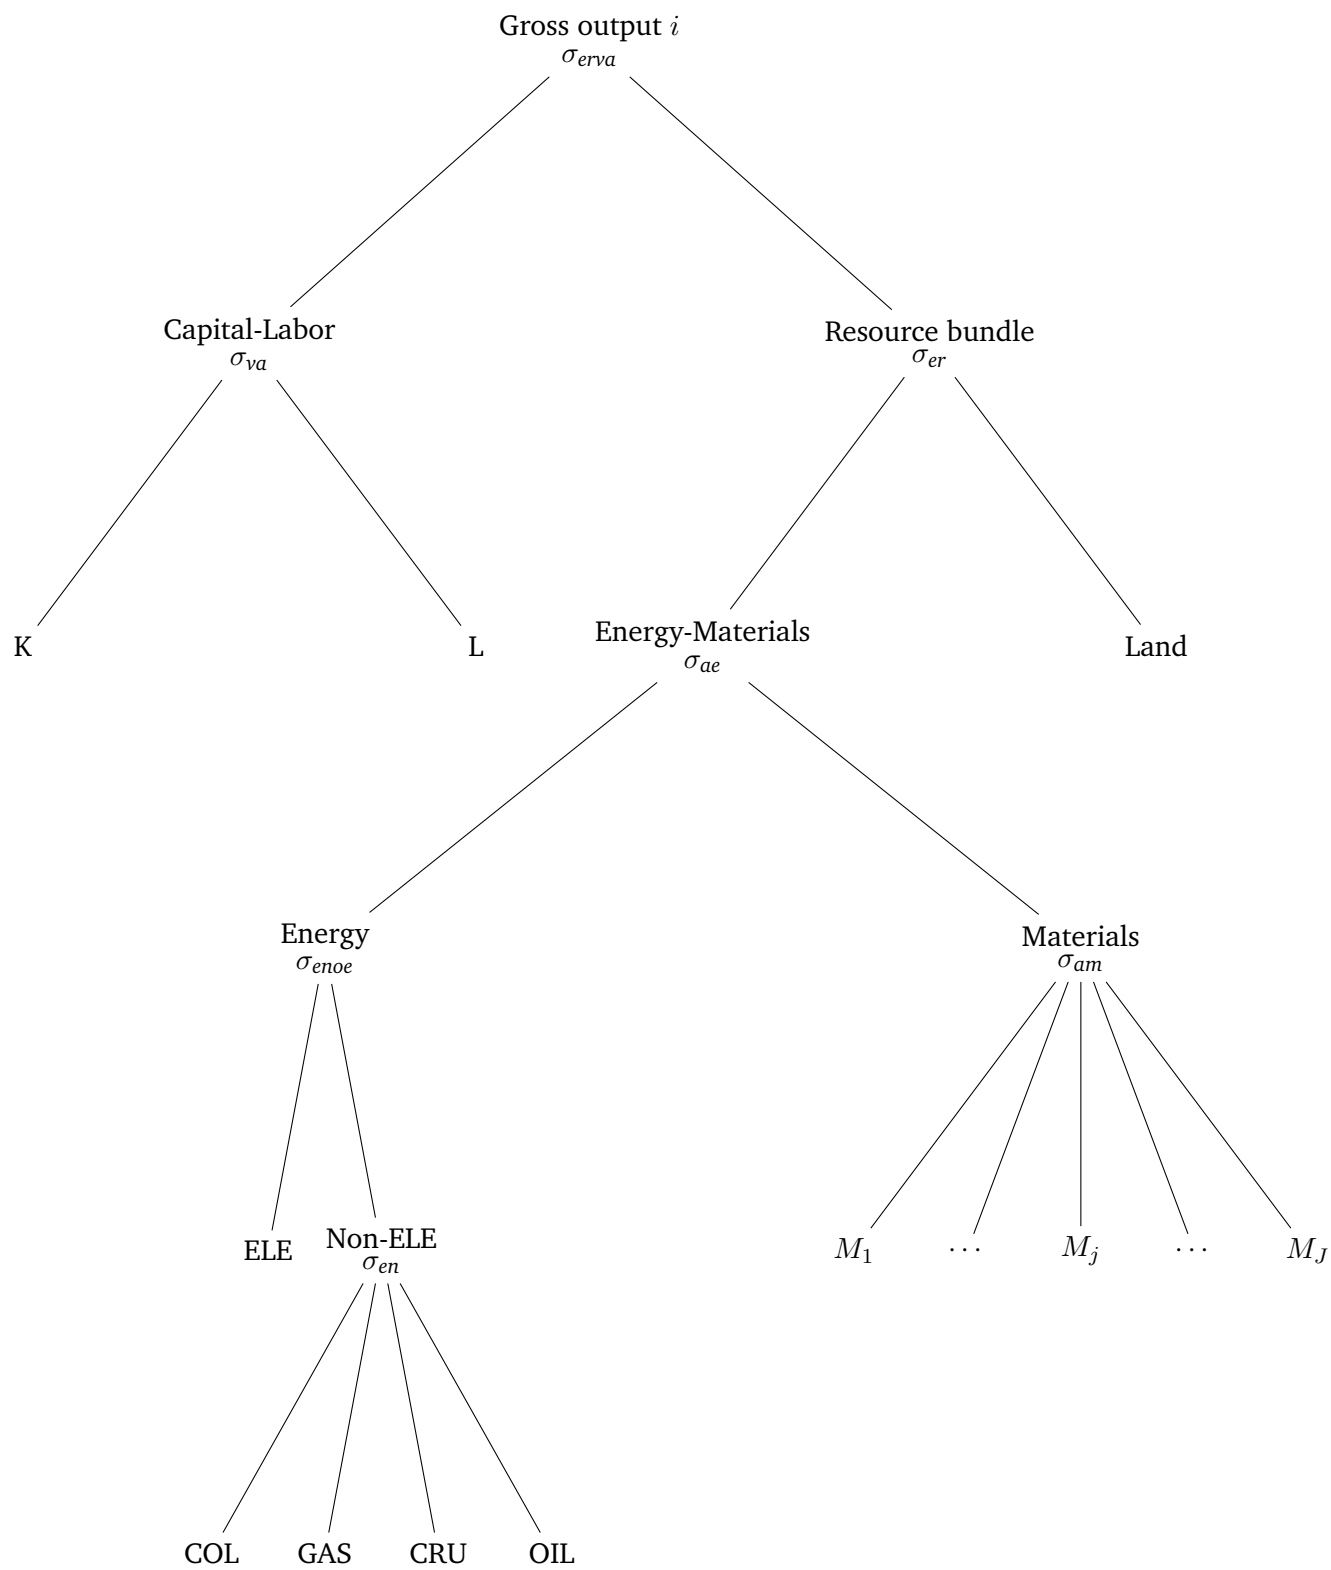 Gross output i
σ_erva
Capital-Labor
σ_va
Resource bundle
σ_er
K
L
Energy-Materials
σ_ae
Land
Energy
σ_enoe
Materials
σ_am
ELE
Non-ELE
σ_en
M_1
⋯
M_j
⋯
M_J
COL
GAS
CRU
OIL